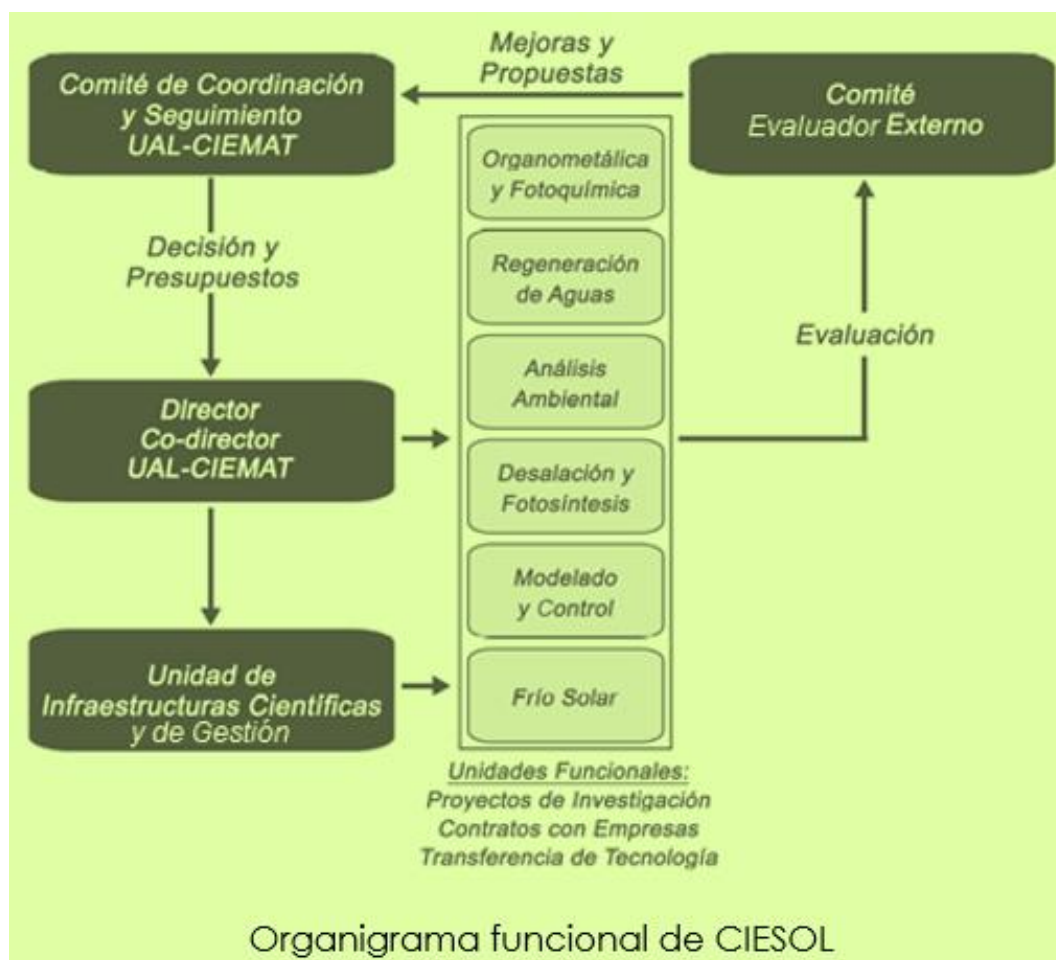 Mejoras y
Propuestas
Comité de Coordinación
y Seguimiento
UAL-CIEMAT
Comité
Evaluador Externo
Organometálica
y Fotoquímica
Decisión y
Presupuestos
Regeneración
de Aguas
Evaluación
Análisis
Ambiental
Director
Co-director
UAL-CIEMAT
Desalación y
Fotosíntesis
Modelado
y Control
Unidad de
Infraestructuras Científicas
y de Gestión
Frío Solar
Unidades Funcionales:
Proyectos de Investigación
Contratos con Empresas
Transferencia de Tecnología
Organigrama funcional de CIESOL